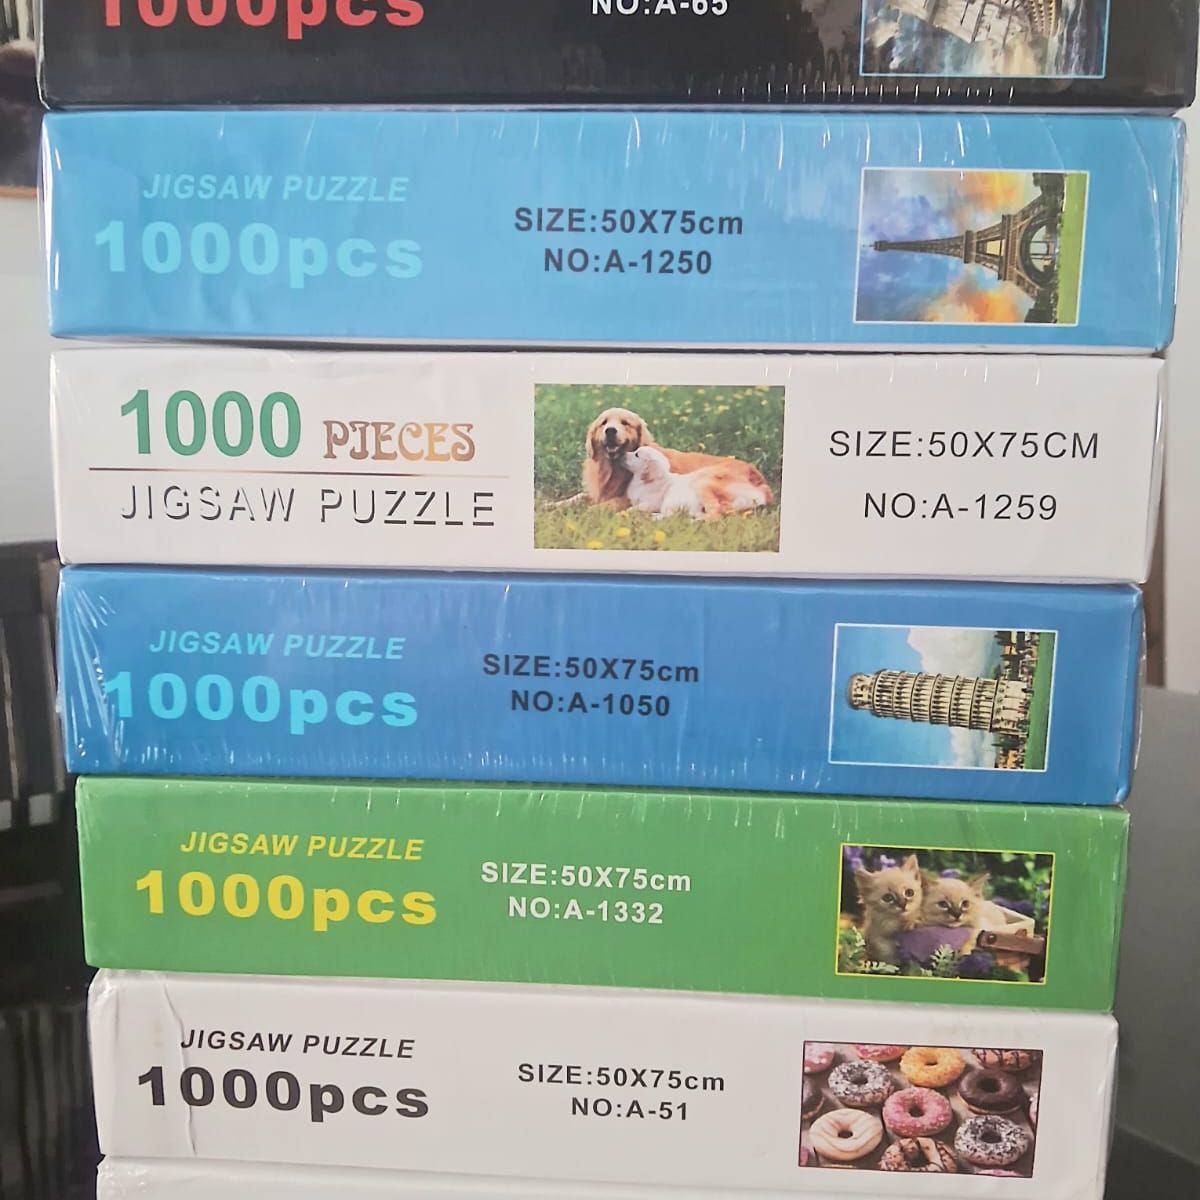 1000pcs
NO:A-65
JIGSAW PUZZLE
1000pcs
SIZE:50X75cm
NO:A-1250
1000 PIECES
JIGSAW PUZZLE
SIZE:50X75CM
NO:A-1259
JIGSAW PUZZLE
1000pcs
SIZE:50X75cm
NO:A-1050
JIGSAW PUZZLE
1000pcs
SIZE:50X75cm
NO:A-1332
JIGSAW PUZZLE
1000pcs
SIZE:50X75cm
NO:A-51